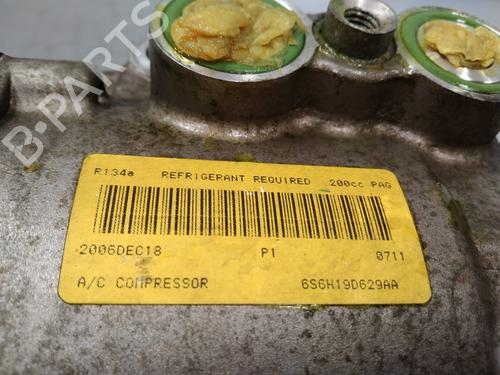 B-PARTS
R134a REFRIGERANT REQUIRED 200cc PAG
2006DEC18 P1 0711
A/C COMPRESSOR 6S6H19D629AA